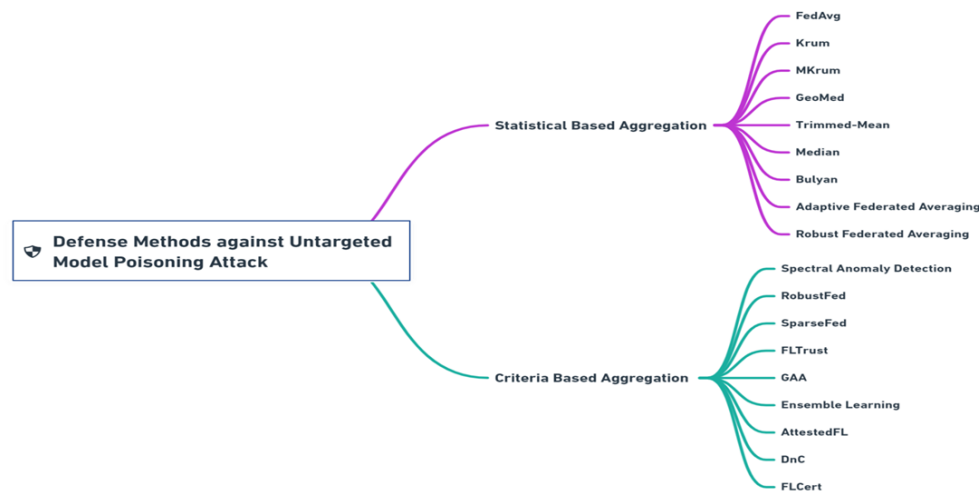 Defense Methods against Untargeted
Model Poisoning Attack
Statistical Based Aggregation
FedAvg
Krum
MKrum
GeoMed
Trimmed-Mean
Median
Bulyan
Adaptive Federated Averaging
Robust Federated Averaging
Criteria Based Aggregation
Spectral Anomaly Detection
RobustFed
SparseFed
FLTrust
GAA
Ensemble Learning
AttestedFL
DnC
FLCert